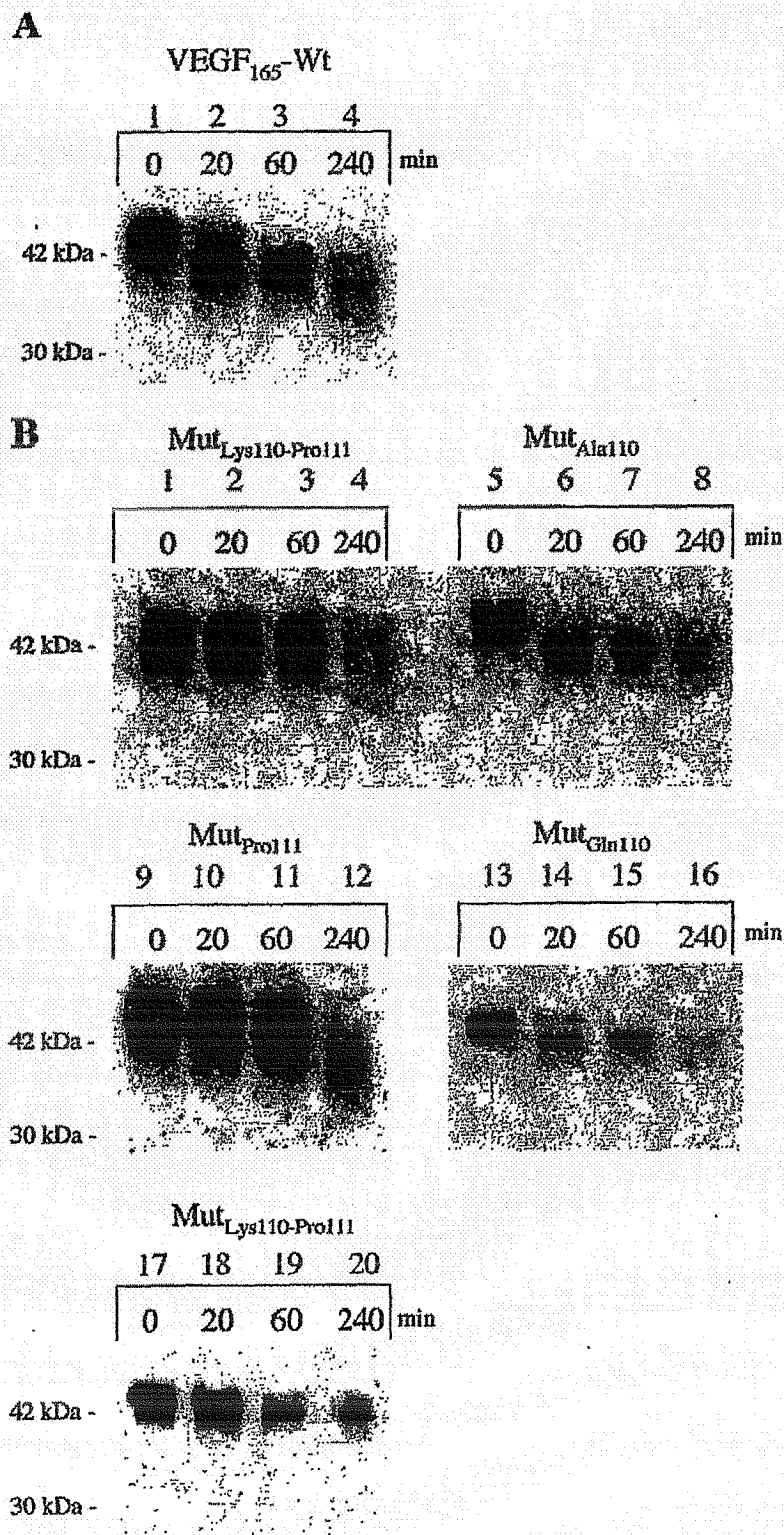 A
VEGF165-Wt
1 2 3 4
0 20 60 240 min
42 kDa -
30 kDa -
B
MutLys110-Pro111 MutAla110
1 2 3 4 5 6 7 8
0 20 60 240 0 20 60 240 min
42 kDa -
30 kDa -
MutPro111 MutGln110
9 10 11 12 13 14 15 16
0 20 60 240 0 20 60 240 min
42 kDa -
30 kDa -
MutLys110-Pro111
17 18 19 20
0 20 60 240 min
42 kDa -
30 kDa -